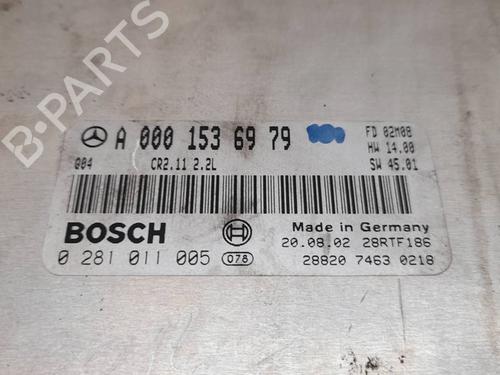 B-PARTS
A 000 153 69 79
FD 02M08
HW 14.00
Q04 CR2.11 2.2L
SW 45.01
BOSCH
Made in Germany
20.08.02 28RTF186
0 281 011 005 078
28820 7463 0218